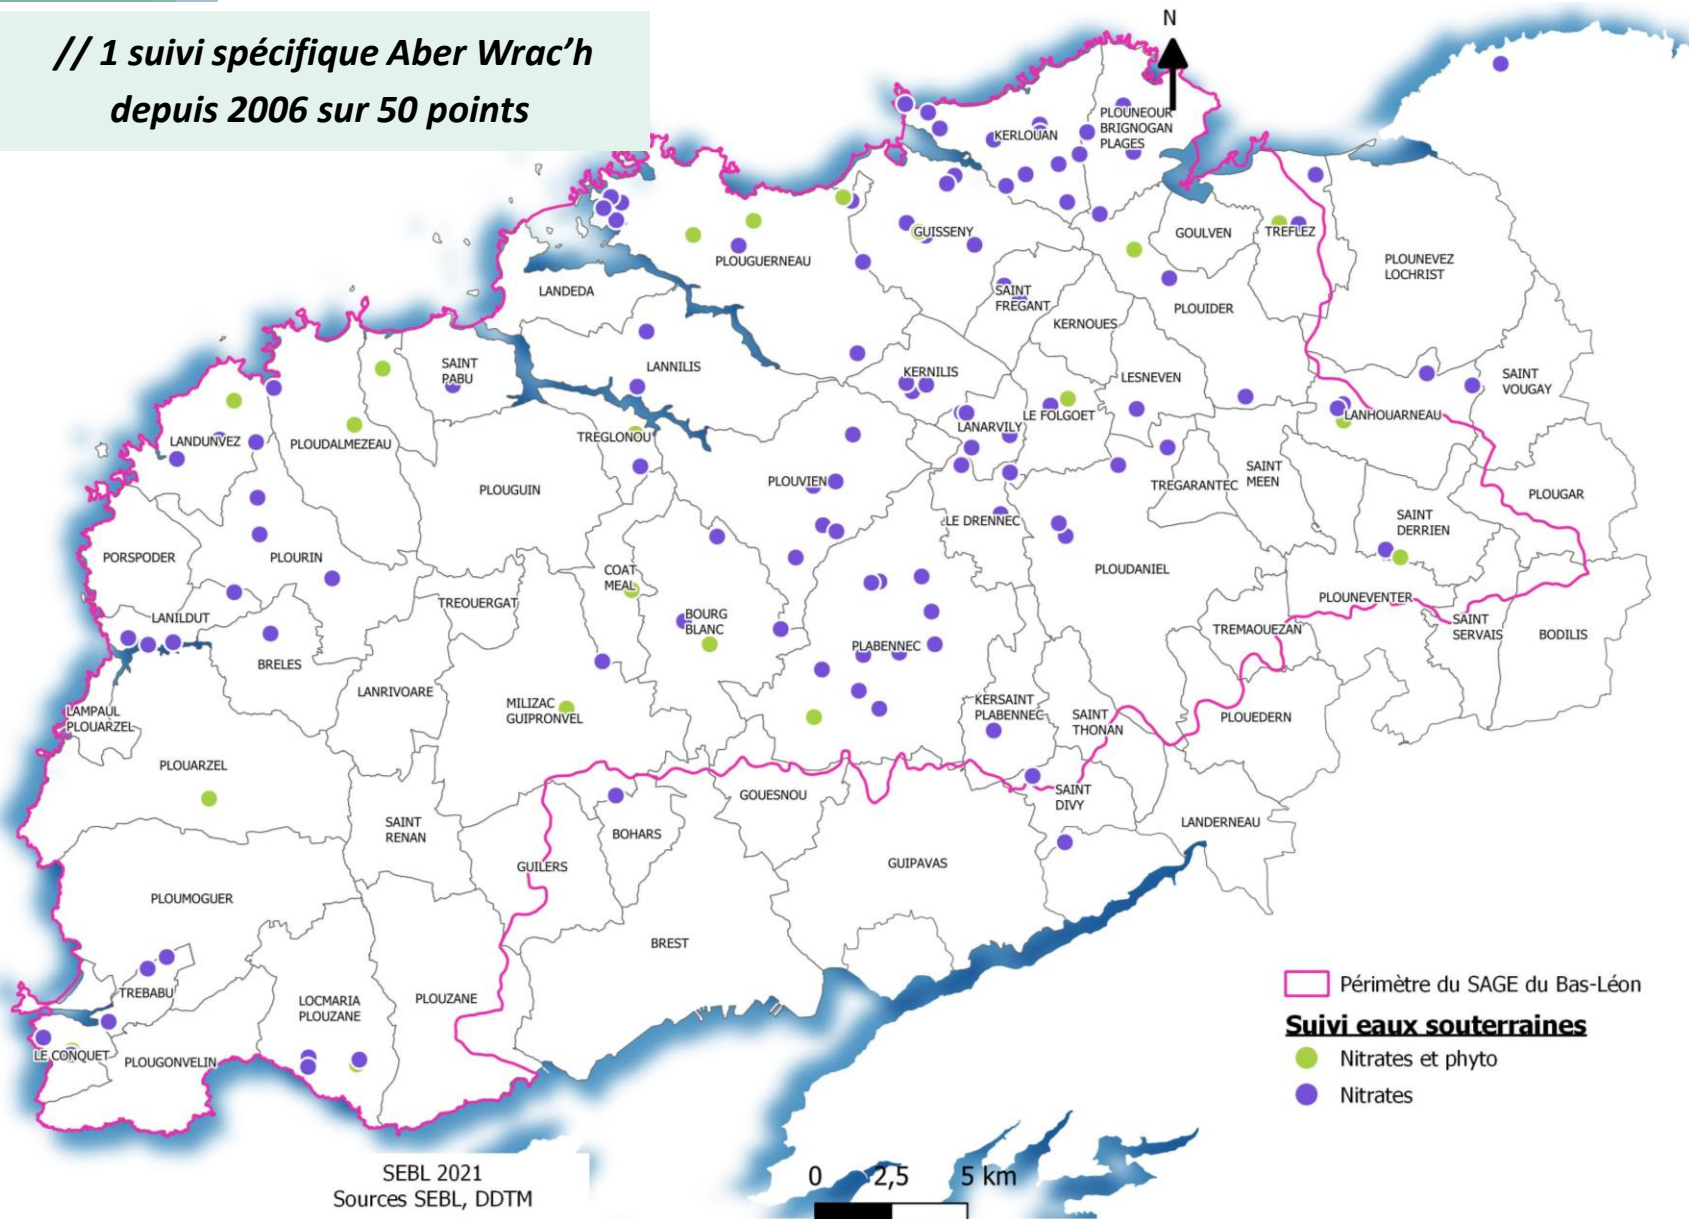 // 1 suivi spécifique Aber Wrac’h
depuis 2006 sur 50 points
N
PLOUNEOUR
BRIGNOGAN
PLAGES
KERLOUAN
GUISSENY
GOULVEN
TREFLEZ
PLOUGUERNEAU
PLOUNEVEZ
LOCHRIST
LANDEDA
SAINT
FREGANT
PLOUIDER
KERNOUES
SAINT
PABU
LANNILIS
KERNILIS
LESNEVEN
SAINT
VOUGAY
LE FOLGOET
LANHOUARNEAU
LANARVILY
LANDUNVEZ
PLOUDALMEZEAU
TREGLONOU
PLOUVIEN
PLOUGUIN
TREGARANTEC
SAINT
MEEN
PLOUGAR
LE DRENNEC
SAINT
DERRIEN
PORSPODER
PLOURIN
COAT
MEAL
PLOUDANIEL
TREOUERGAT
PLOUNEVENTER
LANILDUT
BOURG
BLANC
TREMAOUEZAN
SAINT
SERVAIS
BODILIS
PLABENNEC
BRELES
LANRIVOARE
MILIZAC
GUIPRONVEL
KERSAINT
PLABENNEC
SAINT
THONAN
PLOUEDERN
LAMPAUL
PLOUARZEL
PLOUARZEL
GOUESNOU
SAINT
DIVY
SAINT
RENAN
BOHARS
LANDERNEAU
GUILERS
GUIPAVAS
PLOUMOGUER
BREST
TREBABU
LOCMARIA
PLOUZANE
PLOUZANE
LE CONQUET
PLOUGONVELIN
Périmètre du SAGE du Bas-Léon
Suivi eaux souterraines
Nitrates et phyto
Nitrates
SEBL 2021
Sources SEBL, DDTM
0 2,5 5 km